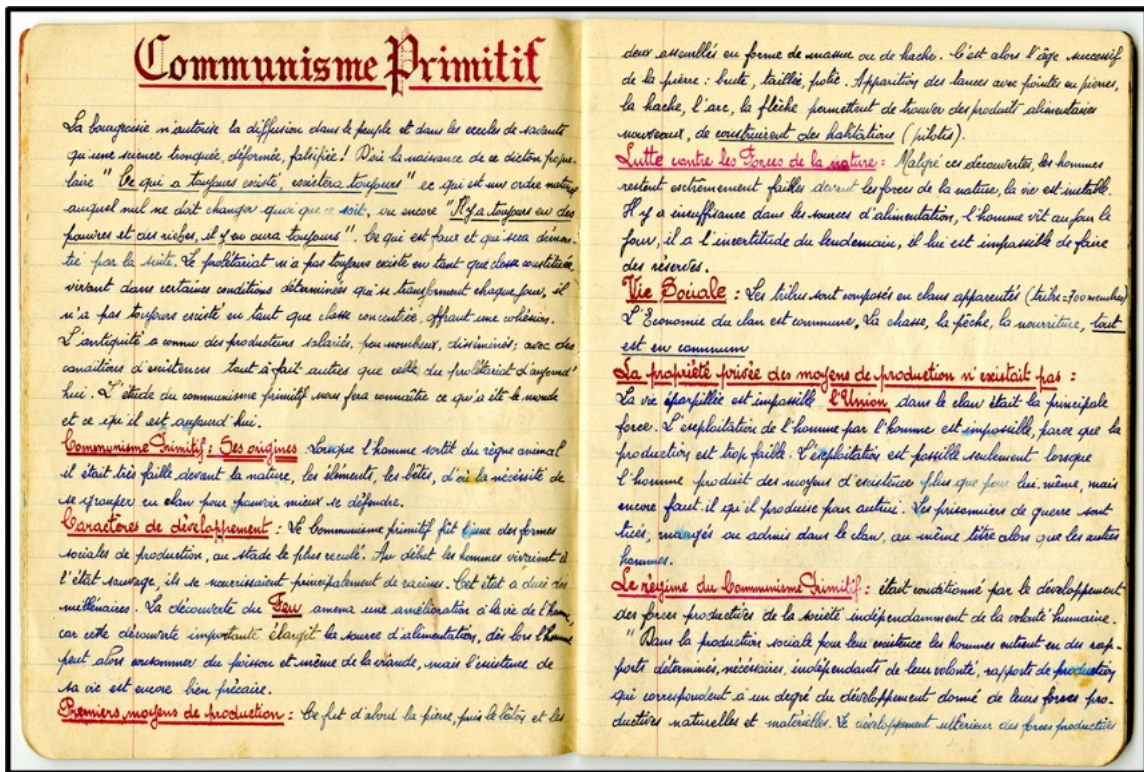 Communisme Primitif
La bourgeoisie n'autorise la diffusion dans le peuple et dans les ecoles de savants
qu'une science tronquée, déformée, falsifiée ! D'où la naissance de ce dicton popu-
laire " Ce qui a toujours existé, existera toujours " ce qui est un ordre naturel
auquel nul ne doit changer quoi que ce soit, ou encore " Il y a toujours eu des
pauvres et des riches, il y en aura toujours ". Ce qui est faux et qui sera démon-
tré par la suite. Le prolétariat n'a pas toujours existé en tant que classe constituée,
vivant dans certaines conditions déterminées qui se transforment chaque jour, il
n'a pas toujours existé en tant que classe concentrée, offrant une cohésion.
L'antiquité a connu des producteurs salariés, peu nombreux, disséminés ; avec des
conditions d'existences tout à fait autres que celle du prolétariat d'aujourd'
hui. L'étude du communisme primitif nous fera connaître ce qu'a été le monde
et ce qu'il est aujourd'hui.
Communisme Primitif : Ses origines : Lorsque l'homme sortit du règne animal
il était très faible devant la nature, les éléments, les bêtes, d'où la nécessité de
se grouper en clan pour pouvoir mieux se défendre.
Caractères de développement : Le Communisme primitif fût une des formes
sociales de production, au stade le plus reculé. Au début les hommes vivaient à
l'état sauvage, ils se nourrissaient principalement de racines. Cet état a duré des
millénaires. La découverte du Feu amena une amélioration à la vie de l'homme,
car cette découverte importante élargit la source d'alimentation, dès lors l'homme
peut alors consommer du poisson et même de la viande, mais l'existence de
sa vie est encore bien précaire.
Premiers moyens de production : Ce fut d'abord la pierre, puis le bâton et les
deux assemblés en forme de massue ou de hache. C'est alors l'âge successif
de la pierre : brute, taillée, polie. Apparition des lances avec pointes en pierres,
la hache, l'arc, la flèche permettent de trouver des produits alimentaires
nouveaux, de construirent des habitations (pilotis).
Lutte contre les Forces de la nature : Malgré ces découvertes, les hommes
restent extrêmement faibles devant les forces de la nature, la vie est instable.
Il y a insuffisance dans les sources d'alimentation, l'homme vit au jour le
jour, il a l'incertitude du lendemain, il lui est impossible de faire
des réserves.
Vie Sociale : Les tribus sont composés en clans apparentés (tribu=700 membres)
L'Economie du clan est commune, La chasse, la pêche, la nourriture, tout
est en commun
La propriété privée des moyens de production n'existait pas :
La vie éparpillée est impossible l'Union dans le clan était la principale
force. L'exploitation de l'homme par l'homme est impossible, parce que la
production est trop faible. L'exploitation est possible seulement lorsque
l'homme produit des moyens d'existence plus que pour lui-même, mais
encore faut-il qu'il produise pour autrui. Les prisonniers de guerre sont
tués, mangés ou admis dans le clan, au même titre alors que les autres
hommes.
Le régime du Communisme Primitif : était conditionné par le développement
des forces productives de la société indépendamment de la volonté humaine.
" Dans la production sociale pour leur existence les hommes entrent en des rap-
ports déterminés, nécessaires, indépendants de leur volonté, rapports de production
qui correspondent à un degré du développement donné de leurs forces pro-
ductives naturelles et matérielles. Le développement ultérieur des forces productives